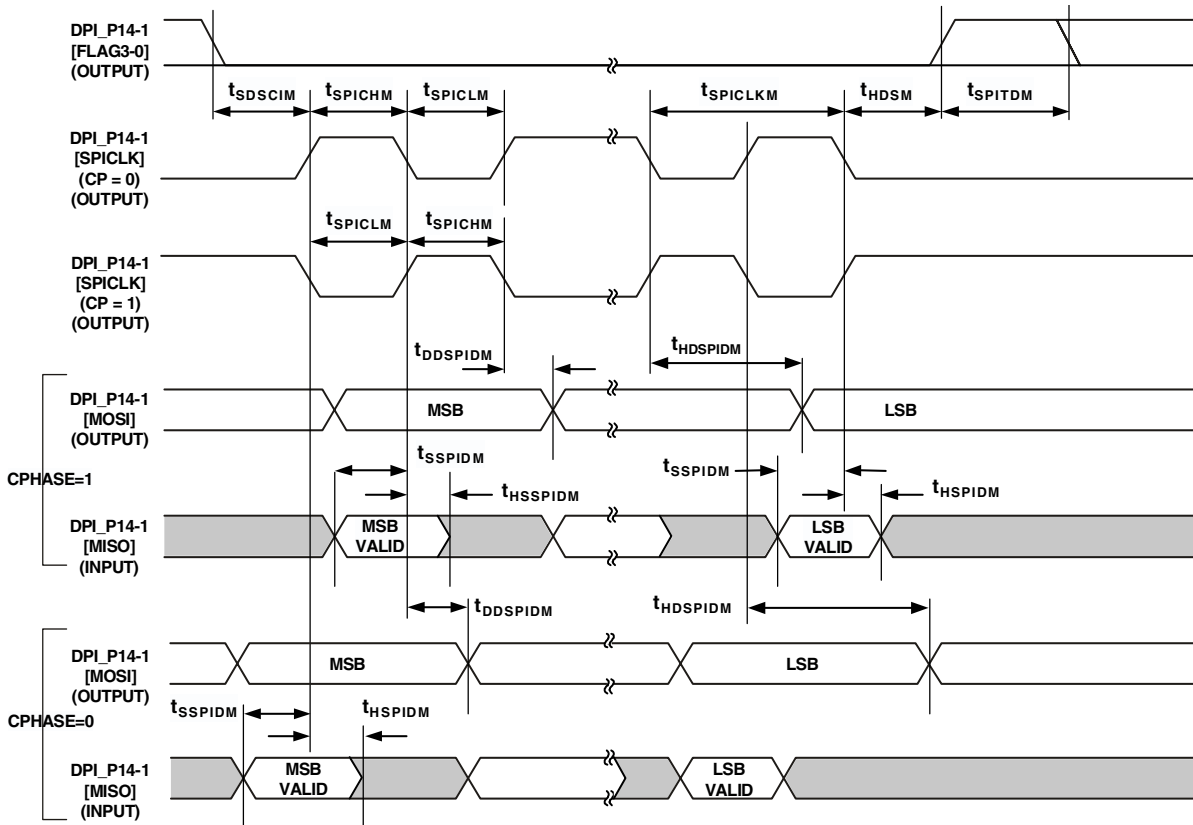 DPI_P14-1
[FLAG3-0]
(OUTPUT)
tSDSCIM
tSPICHM
tSPICLM
tSPICLKM
tHDSM
tSPITDM
DPI_P14-1
[SPICLK]
(CP = 0)
(OUTPUT)
tSPICLM
tSPICHM
DPI_P14-1
[SPICLK]
(CP = 1)
(OUTPUT)
tDDSPIDM
tHDSPIDM
CPHASE=1
DPI_P14-1
[MOSI]
(OUTPUT)
MSB
LSB
tSSPIDM
tSSPIDM
tHSSPIDM
tHSPIDM
DPI_P14-1
[MISO]
(INPUT)
MSB
VALID
LSB
VALID
tDDSPIDM
tHDSPIDM
CPHASE=0
DPI_P14-1
[MOSI]
(OUTPUT)
MSB
LSB
tSSPIDM
tHSPIDM
DPI_P14-1
[MISO]
(INPUT)
MSB
VALID
LSB
VALID